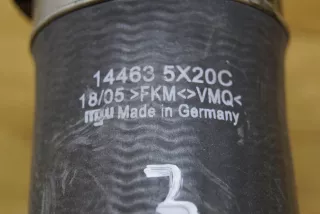 14463 5X20C
18/05 >FKM<>VMQ<
Made in Germany
3